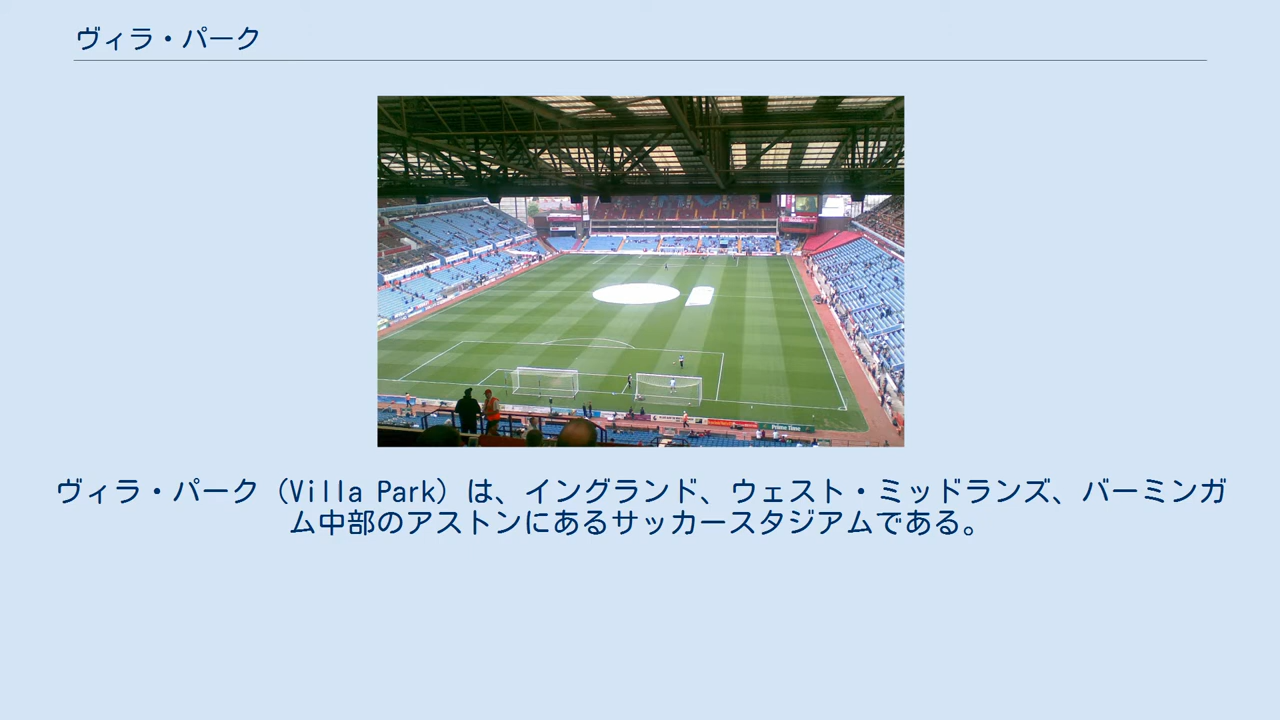 ヴィラ・パーク
Prime Time
ヴィラ・パーク（Villa Park）は、イングランド、ウェスト・ミッドランズ、バーミンガ
ム中部のアストンにあるサッカースタジアムである。